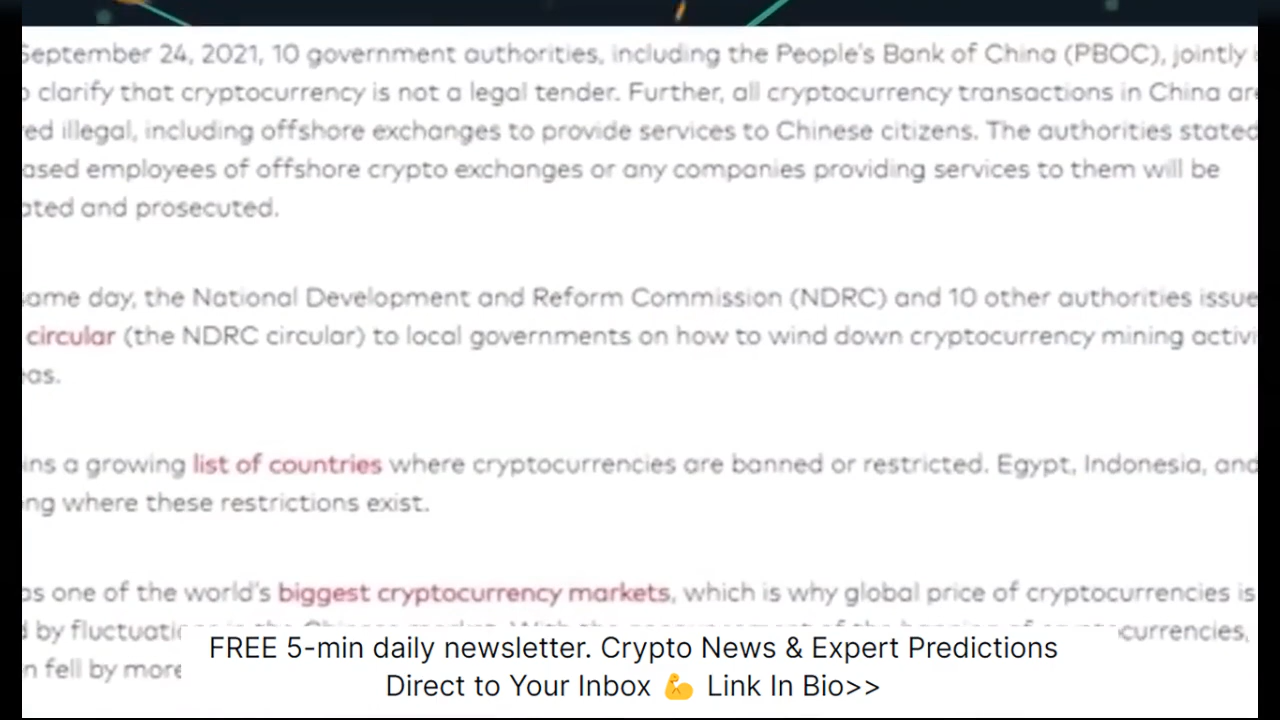 September 24, 2021, 10 government authorities, including the People's Bank of China (PBOC), jointly
clarify that cryptocurrency is not a legal tender. Further, all cryptocurrency transactions in China are
illegal, including offshore exchanges to provide services to Chinese citizens. The authorities stated
employees of offshore crypto exchanges or any companies providing services to them will be
and prosecuted.
same day, the National Development and Reform Commission (NDRC) and 10 other authorities issue
circular (the NDRC circular) to local governments on how to wind down cryptocurrency mining
a growing list of countries where cryptocurrencies are banned or restricted. Egypt, Indonesia, and
where these restrictions exist.
as one of the world's biggest cryptocurrency markets, which is why global price of cryptocurrencies is
by
fell by more
FREE 5-min daily newsletter. Crypto News & Expert Predictions
Direct to Your Inbox 💪 Link In Bio>>